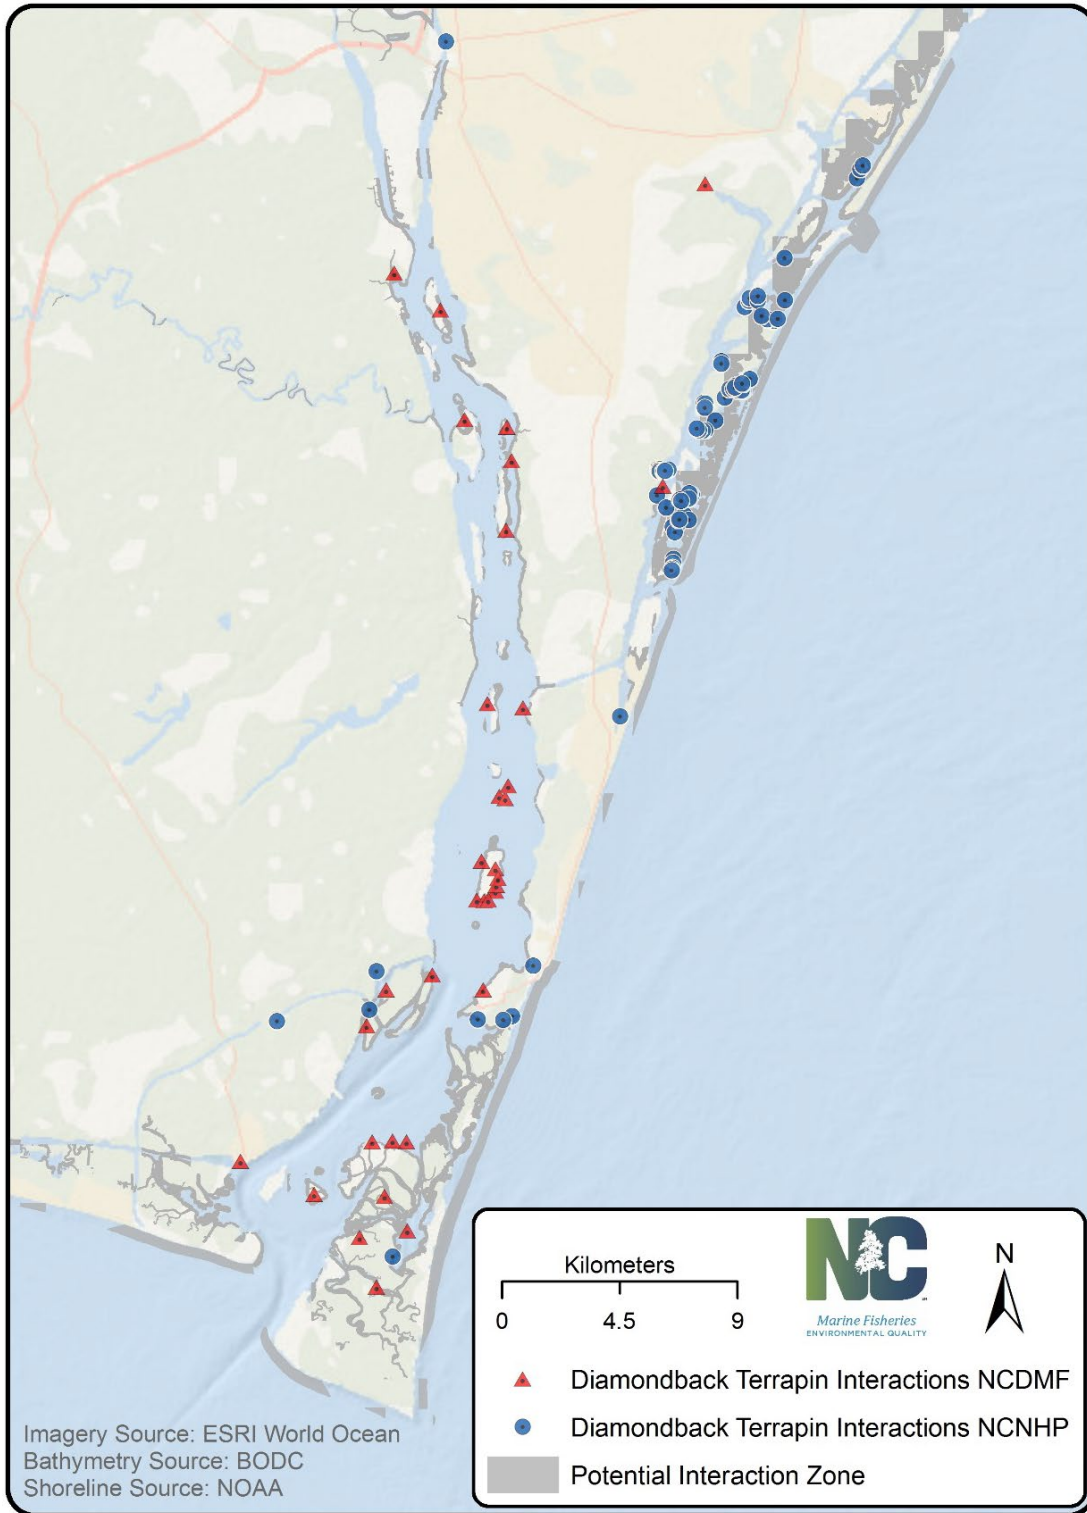 Kilometers
0 4.5 9
NC
Marine Fisheries
ENVIRONMENTAL QUALITY
N
Diamondback Terrapin Interactions NCDMF
Diamondback Terrapin Interactions NCNHP
Potential Interaction Zone
Imagery Source: ESRI World Ocean
Bathymetry Source: BODC
Shoreline Source: NOAA